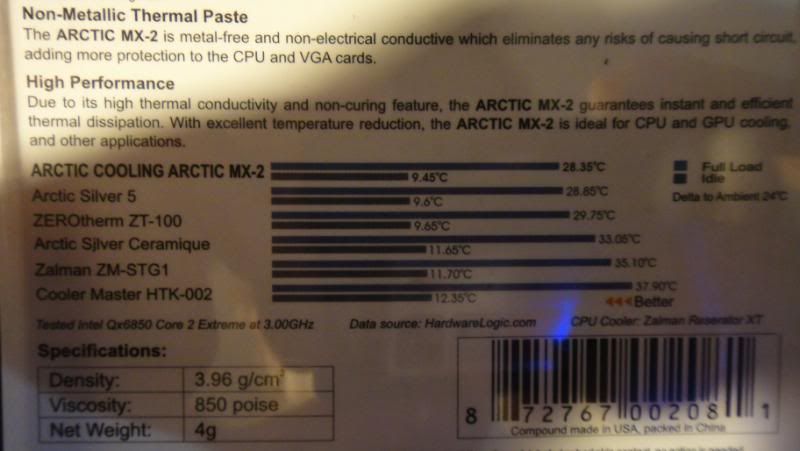 Non-Metallic Thermal Paste
The ARCTIC MX-2 is metal-free and non-electrical conductive which eliminates any risks of causing short circuit,
adding more protection to the CPU and VGA cards.
High Performance
Due to its high thermal conductivity and non-curing feature, the ARCTIC MX-2 guarantees instant and efficient
thermal dissipation. With excellent temperature reduction, the ARCTIC MX-2 is ideal for CPU and GPU cooling,
and other applications.
ARCTIC COOLING ARCTIC MX-2 28.35°C Full Load
9.45°C Idle
Arctic Silver 5 28.85°C Delta to Ambient 24°C
9.6°C
ZEROtherm ZT-100 29.75°C
9.65°C
Arctic Silver Ceramique 33.05°C
11.65°C
Zalman ZM-STG1 35.10°C
11.70°C
Cooler Master HTK-002 37.90°C
12.35°C Better
Tested Intel Qx6850 Core 2 Extreme at 3.00GHz Data source: HardwareLogic.com CPU Cooler: Zalman Reserator XT
Specifications:
Density: 3.96 g/cm³
Viscosity: 850 poise
Net Weight: 4g
8 72767 00208 1
Compound made in USA, packed in China